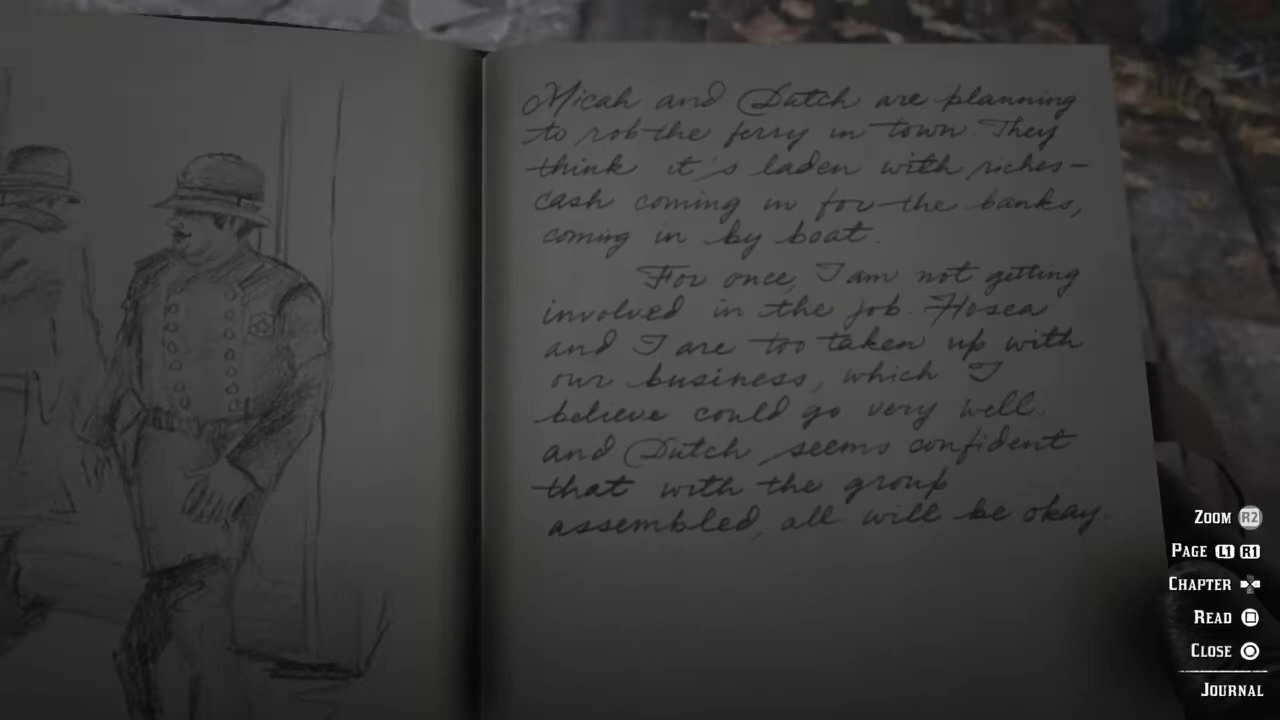 Micah and Dutch are planning
to rob the ferry in town. They
think it's laden with riches-
cash coming in for the banks,
coming in by boat.
For once, I am not getting
involved in the job. Hosea
and I are too taken up with
our business, which I
believe could go very well.
and Dutch seems confident
that with the group
assembled, all will be okay.
ZOOM R2
PAGE L1 R1
CHAPTER
READ
CLOSE
JOURNAL